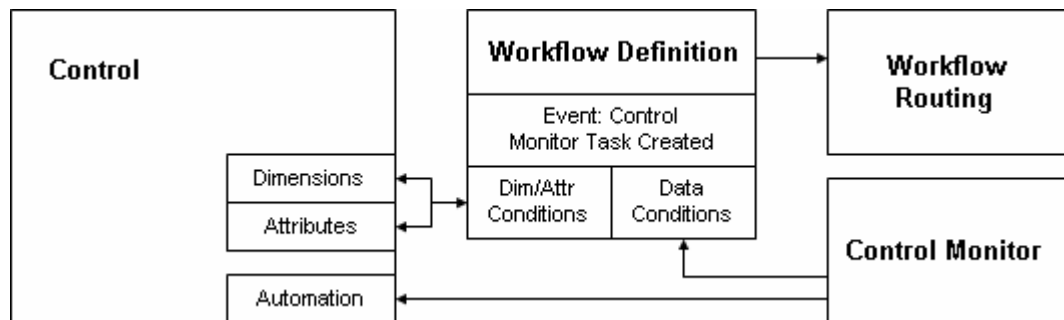 Control
Dimensions
Attributes
Automation
Workflow Definition
Event: Control
Monitor Task Created
Dim/Attr
Conditions
Data
Conditions
Workflow
Routing
Control Monitor